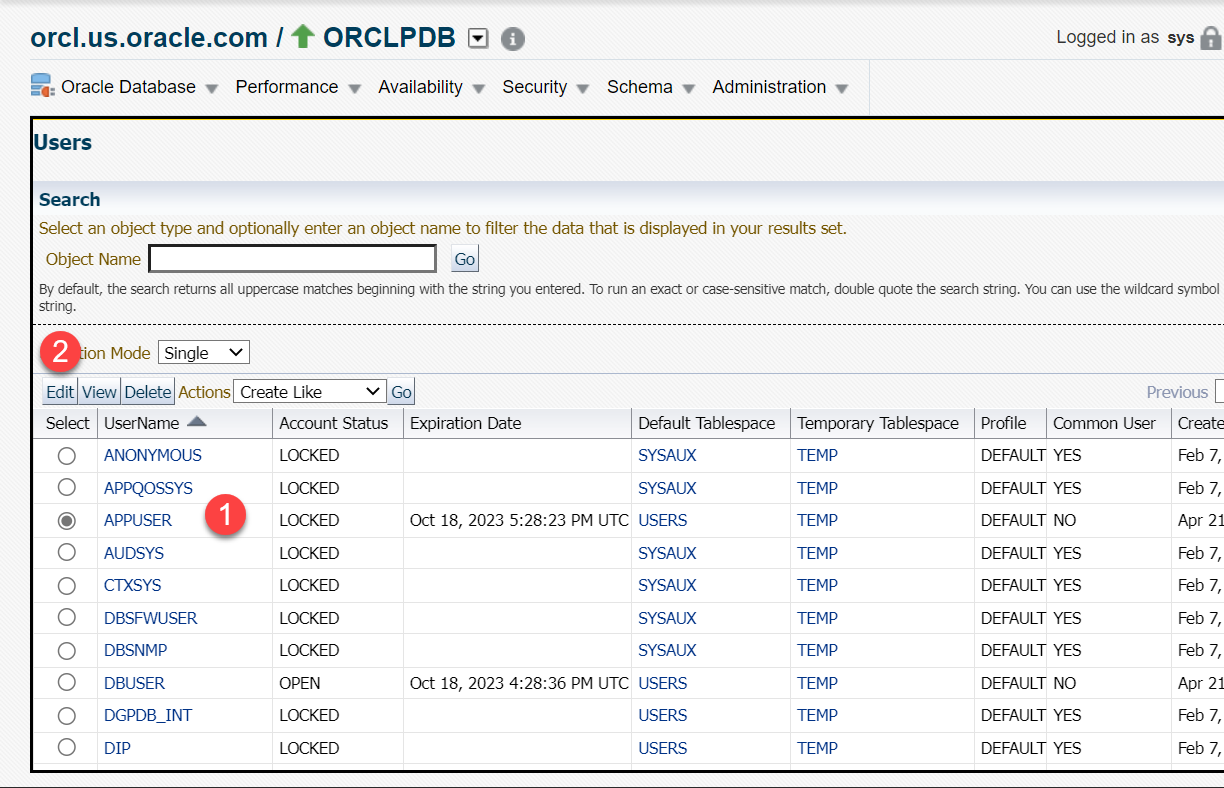 orcl.us.oracle.com / ORCLPDB
Logged in as sys
Oracle Database Performance Availability Security Schema Administration
Users
Search
Select an object type and optionally enter an object name to filter the data that is displayed in your results set.
Object Name Go
By default, the search returns all uppercase matches beginning with the string you entered. To run an exact or case-sensitive match, double quote the search string. You can use the wildcard symbol
string.
2 tion Mode Single
Edit View Delete Actions Create Like Go Previous
Select UserName Account Status Expiration Date Default Tablespace Temporary Tablespace Profile Common User Create
ANONYMOUS LOCKED SYSAUX TEMP DEFAULT YES Feb 7,
APPQOSSYS LOCKED SYSAUX TEMP DEFAULT YES Feb 7,
APPUSER 1 LOCKED Oct 18, 2023 5:28:23 PM UTC USERS TEMP DEFAULT NO Apr 21
AUDSYS LOCKED SYSAUX TEMP DEFAULT YES Feb 7,
CTXSYS LOCKED SYSAUX TEMP DEFAULT YES Feb 7,
DBSFWUSER LOCKED SYSAUX TEMP DEFAULT YES Feb 7,
DBSNMP LOCKED SYSAUX TEMP DEFAULT YES Feb 7,
DBUSER OPEN Oct 18, 2023 4:28:36 PM UTC USERS TEMP DEFAULT NO Apr 21
DGPDB_INT LOCKED USERS TEMP DEFAULT YES Feb 7,
DIP LOCKED USERS TEMP DEFAULT YES Feb 7,